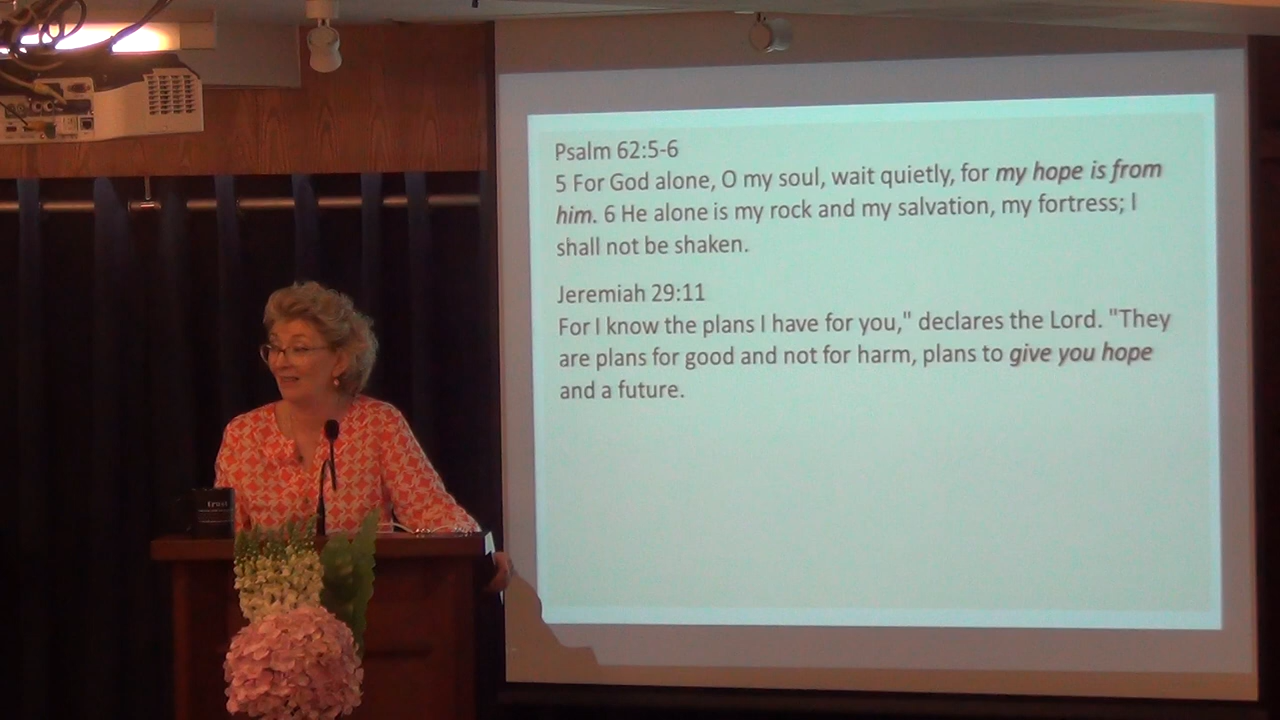 Psalm 62:5-6
5 For God alone, O my soul, wait quietly, for my hope is from
him. 6 He alone is my rock and my salvation, my fortress; I
shall not be shaken.
Jeremiah 29:11
For I know the plans I have for you," declares the Lord. "They
are plans for good and not for harm, plans to give you hope
and a future.